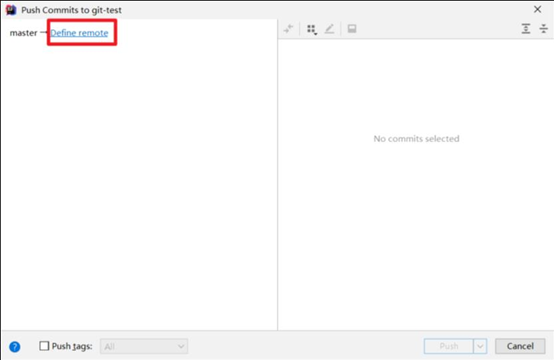 Push Commits to git-test
master → Define remote
No commits selected
? Push tags: All Push Cancel